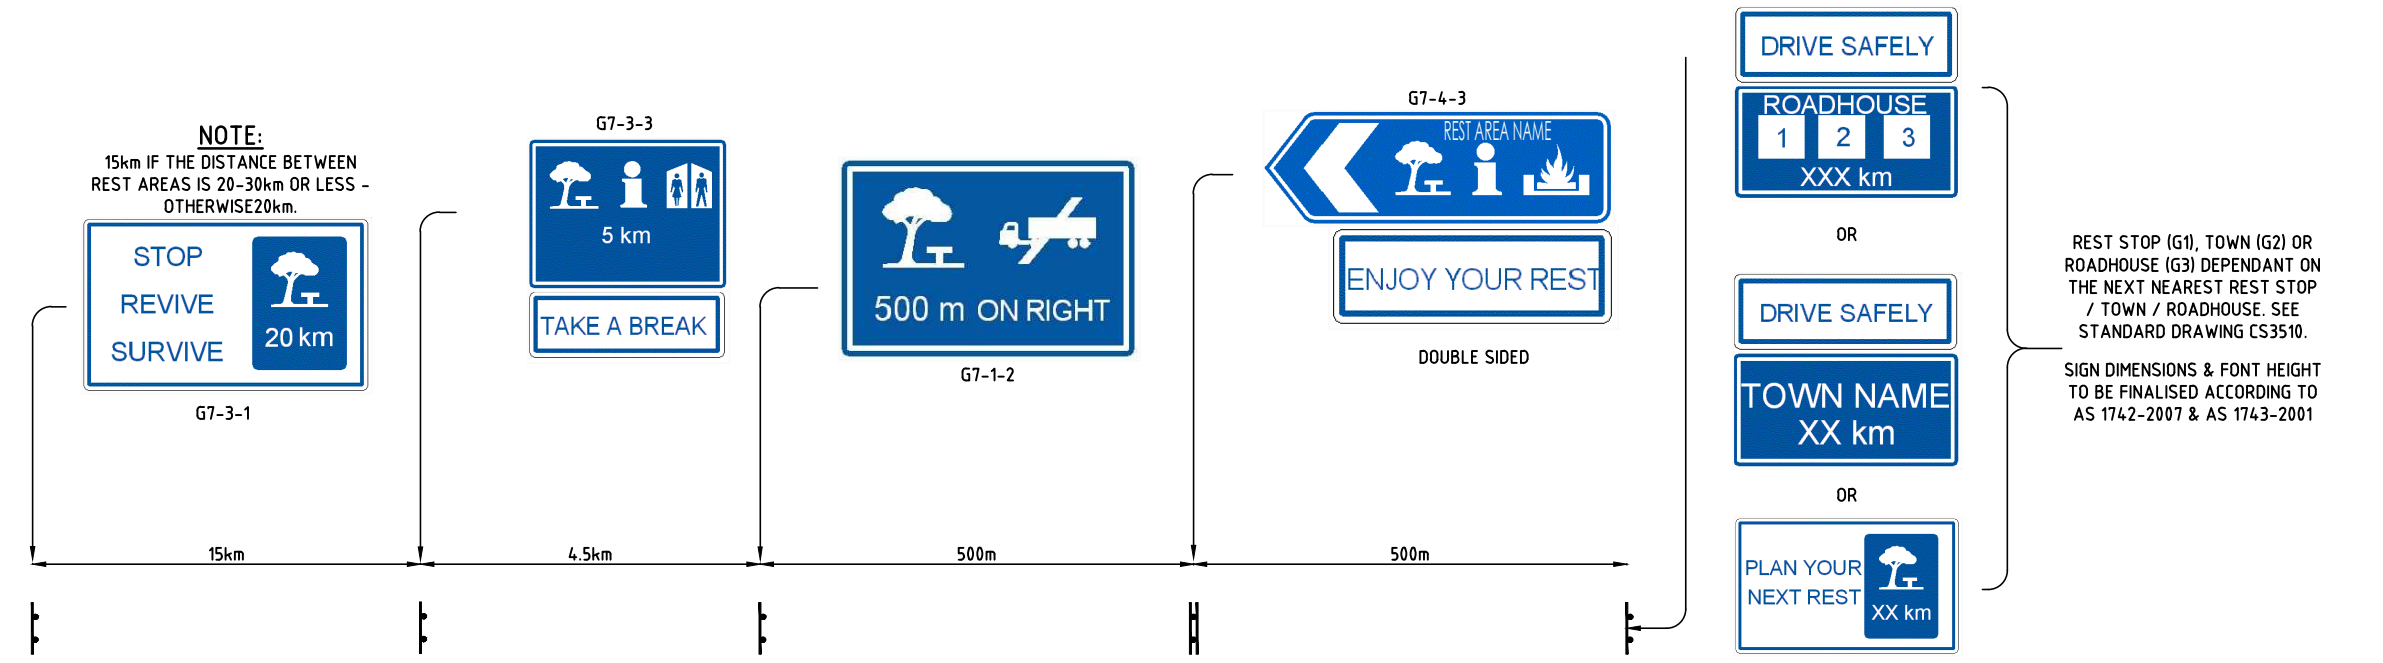 NOTE:
15km IF THE DISTANCE BETWEEN
REST AREAS IS 20-30km OR LESS -
OTHERWISE20km.
STOP
REVIVE
SURVIVE
20 km
G7-3-1
G7-3-3
5 km
TAKE A BREAK
500 m ON RIGHT
G7-1-2
G7-4-3
REST AREA NAME
ENJOY YOUR REST
DOUBLE SIDED
DRIVE SAFELY
ROADHOUSE
1 2 3
XXX km
OR
DRIVE SAFELY
TOWN NAME
XX km
OR
PLAN YOUR
NEXT REST
XX km
REST STOP (G1), TOWN (G2) OR
ROADHOUSE (G3) DEPENDANT ON
THE NEXT NEAREST REST STOP
/ TOWN / ROADHOUSE. SEE
STANDARD DRAWING CS3510.
SIGN DIMENSIONS & FONT HEIGHT
TO BE FINALISED ACCORDING TO
AS 1742-2007 & AS 1743-2001
15km
4.5km
500m
500m